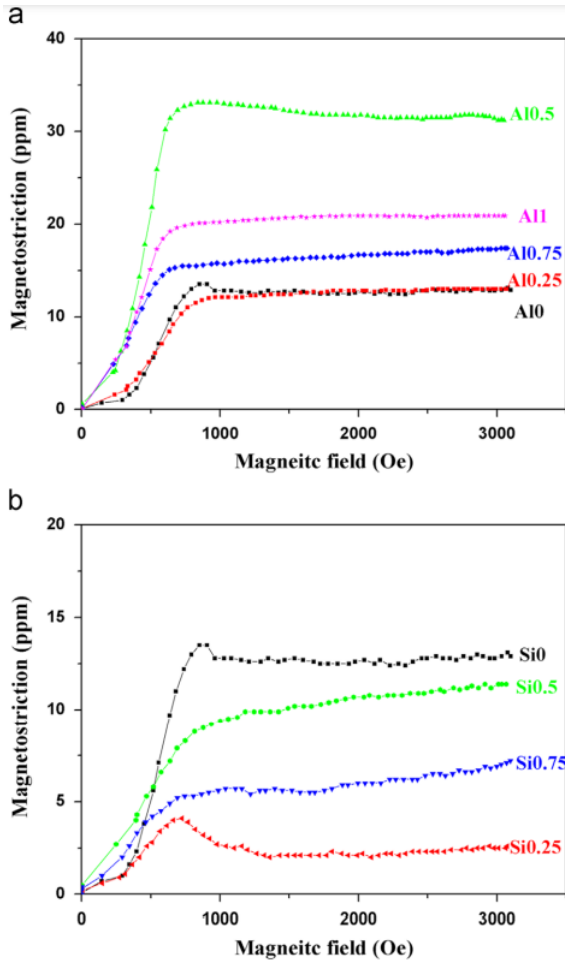 a
40
30
20
10
0
Magnetostriction (ppm)
Al0.5
Al1
Al0.75
Al0.25
Al0
0 1000 2000 3000
Magneitc field (Oe)
b
20
15
10
5
0
Magnetostriction (ppm)
Si0
Si0.5
Si0.75
Si0.25
0 1000 2000 3000
Magneitc field (Oe)